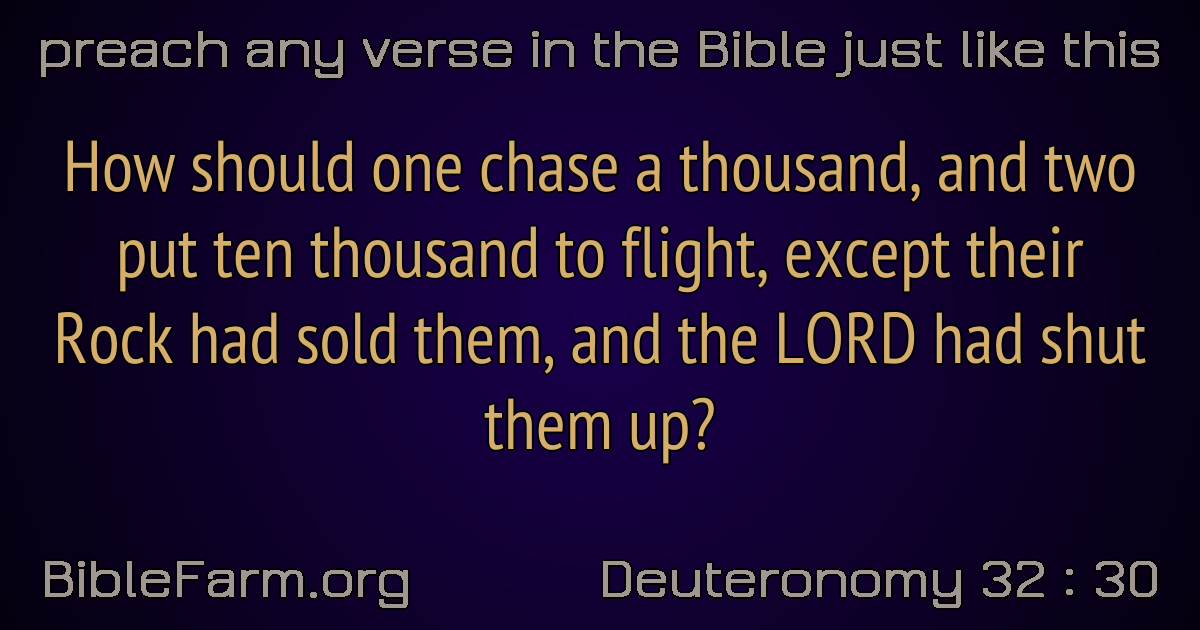 preach any verse in the Bible just like this
How should one chase a thousand, and two
put ten thousand to flight, except their
Rock had sold them, and the LORD had shut
them up?
BibleFarm.org
Deuteronomy 32 : 30